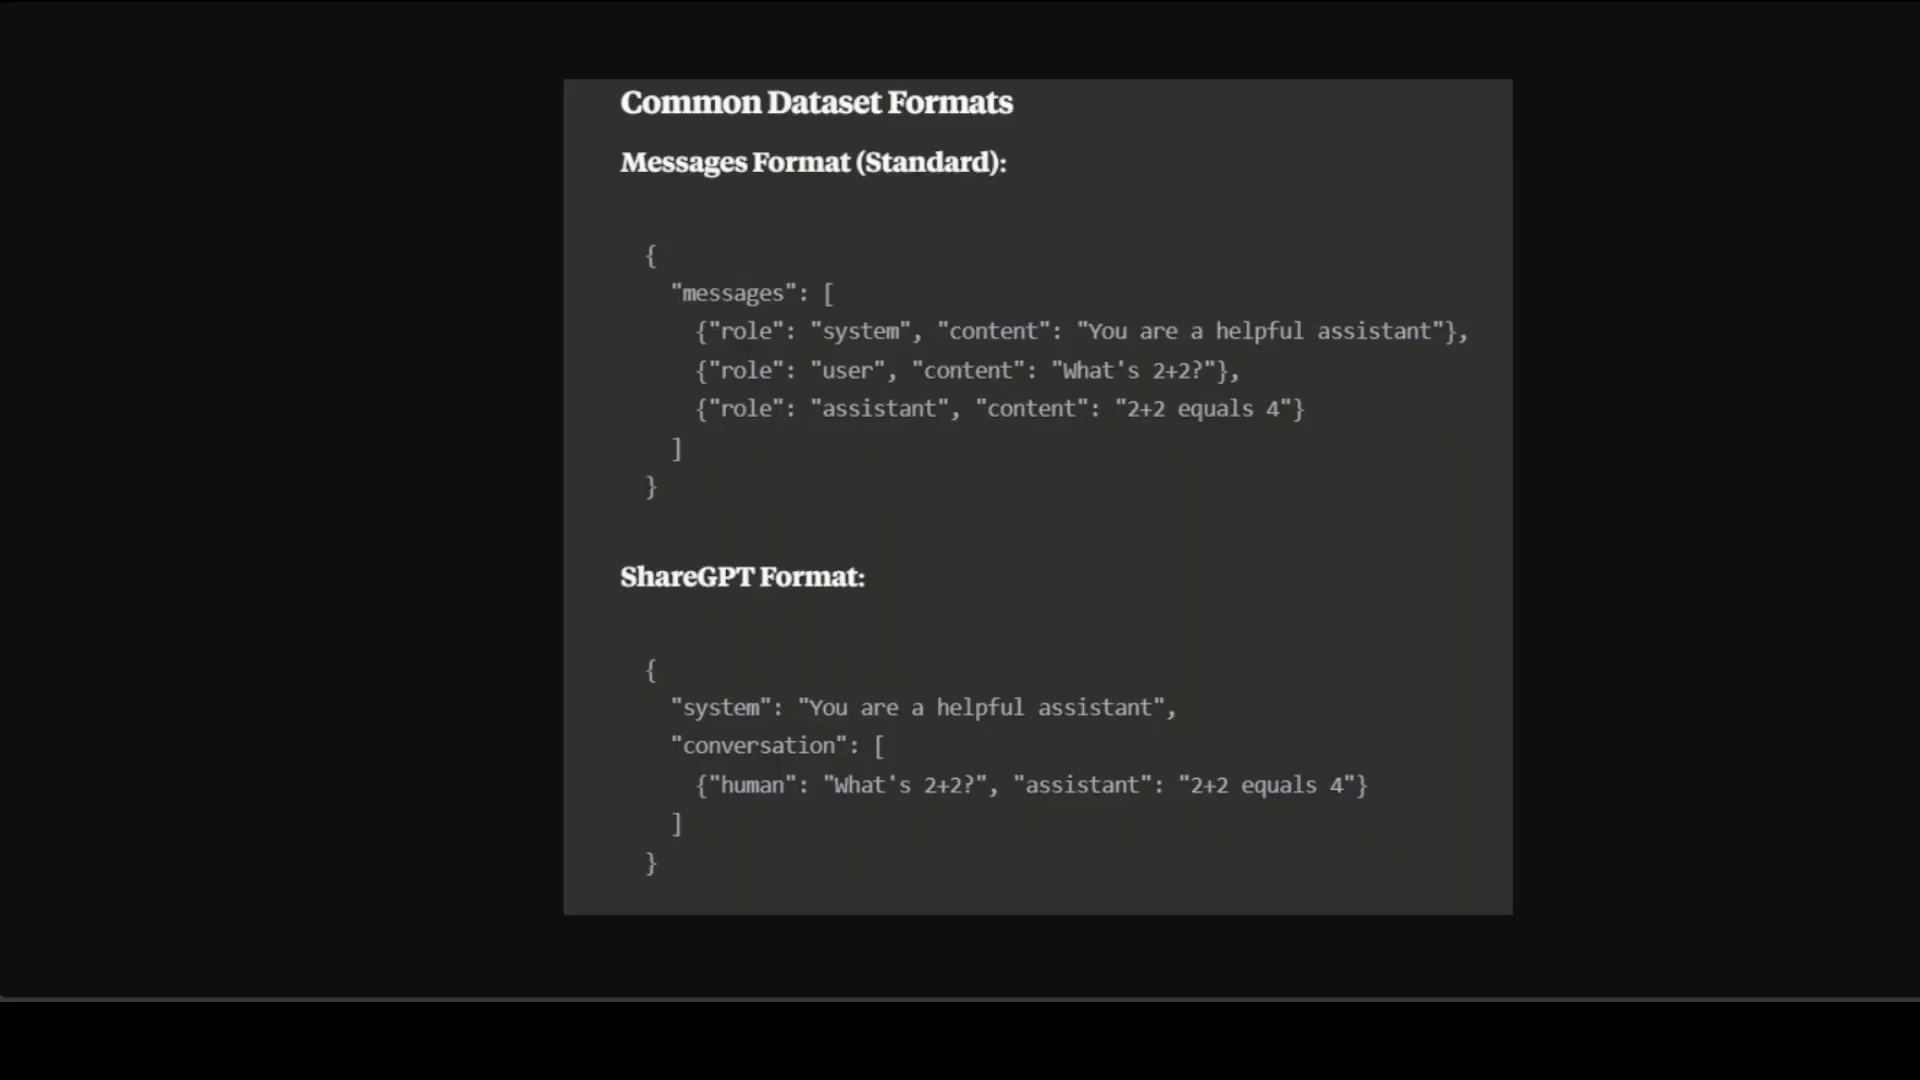 Common Dataset Formats
Messages Format (Standard):
{
"messages": [
{"role": "system", "content": "You are a helpful assistant"},
{"role": "user", "content": "What's 2+2?"},
{"role": "assistant", "content": "2+2 equals 4"}
]
}
ShareGPT Format:
{
"system": "You are a helpful assistant",
"conversation": [
{"human": "What's 2+2?", "assistant": "2+2 equals 4"}
]
}